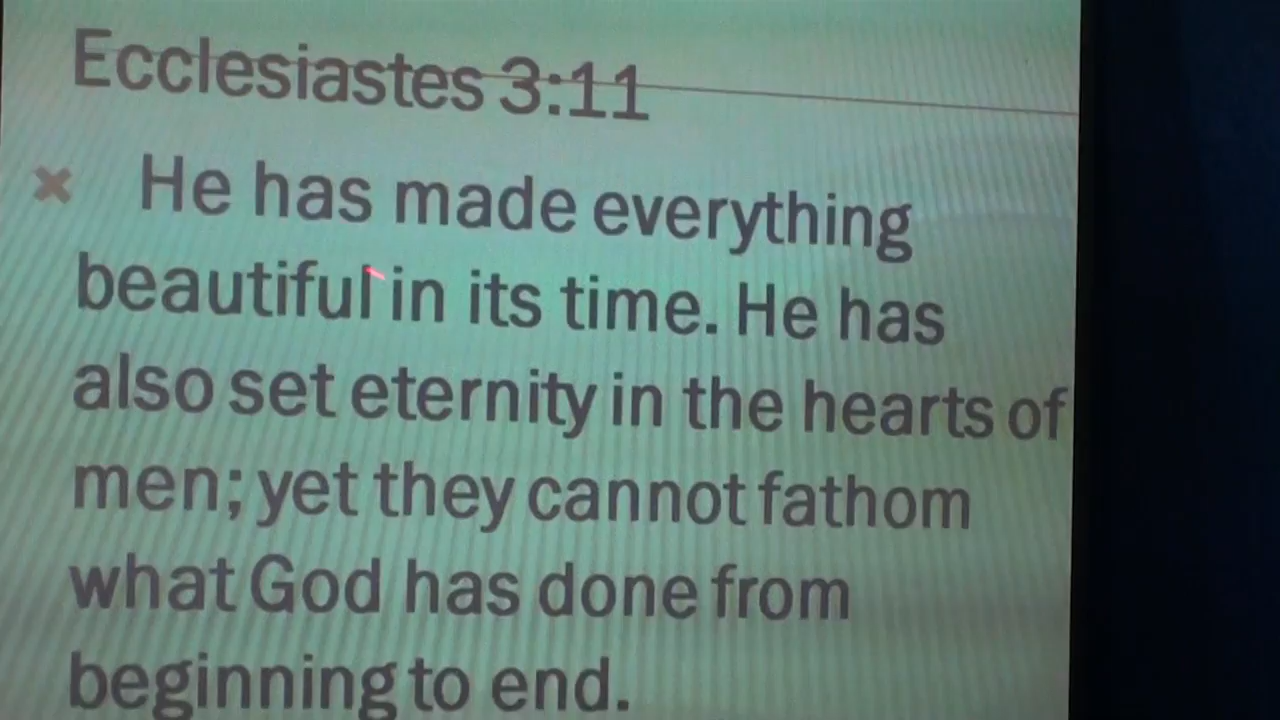 Ecclesiastes 3:11
He has made everything
beautiful in its time. He has
also set eternity in the hearts of
men; yet they cannot fathom
what God has done from
beginning to end.